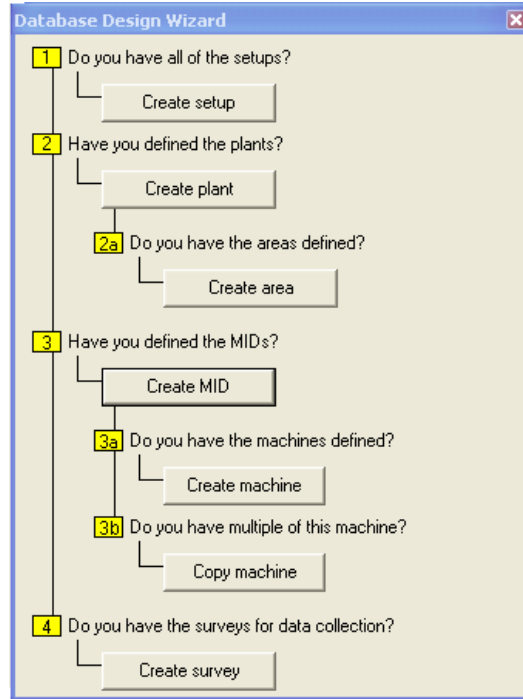 Database Design Wizard
1 Do you have all of the setups?
Create setup
2 Have you defined the plants?
Create plant
2a Do you have the areas defined?
Create area
3 Have you defined the MIDs?
Create MID
3a Do you have the machines defined?
Create machine
3b Do you have multiple of this machine?
Copy machine
4 Do you have the surveys for data collection?
Create survey